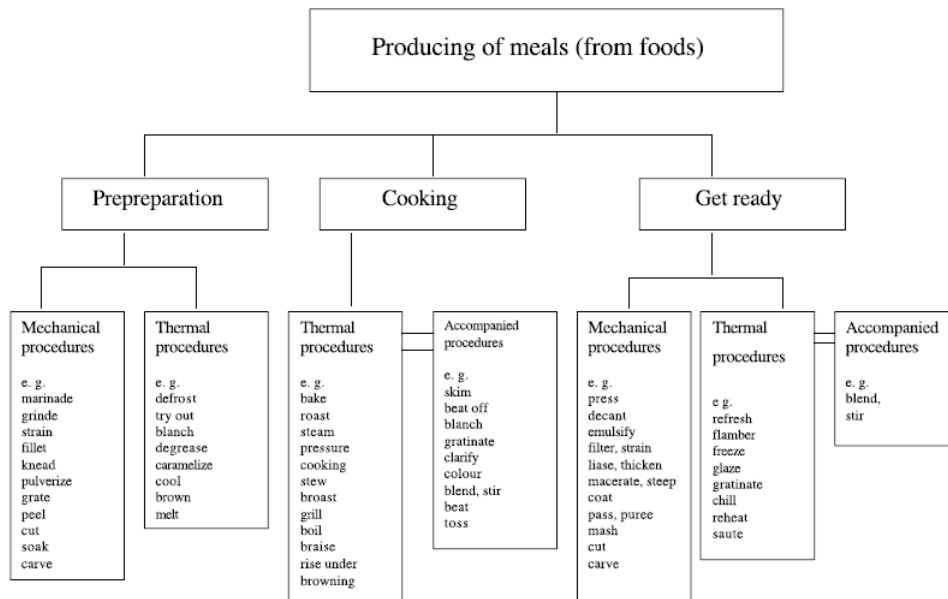 Producing of meals (from foods)
Prepreparation
Cooking
Get ready
Mechanical
procedures
e. g.
marinade
grinde
strain
fillet
knead
pulverize
grate
peel
cut
soak
carve
Thermal
procedures
e. g.
defrost
try out
blanch
degrease
caramelize
cool
brown
melt
Thermal
procedures
e. g.
bake
roast
steam
pressure
cooking
stew
broast
grill
boil
braise
rise under
browning
Accompanied
procedures
e. g.
skim
beat off
blanch
gratinate
clarify
colour
blend, stir
beat
toss
Mechanical
procedures
e. g.
press
decant
emulsify
filter, strain
liase, thicken
macerate, steep
coat
pass, puree
mash
cut
carve
Thermal
procedures
e g.
refresh
flamber
freeze
glaze
gratinate
chill
reheat
saute
Accompanied
procedures
e. g.
blend,
stir